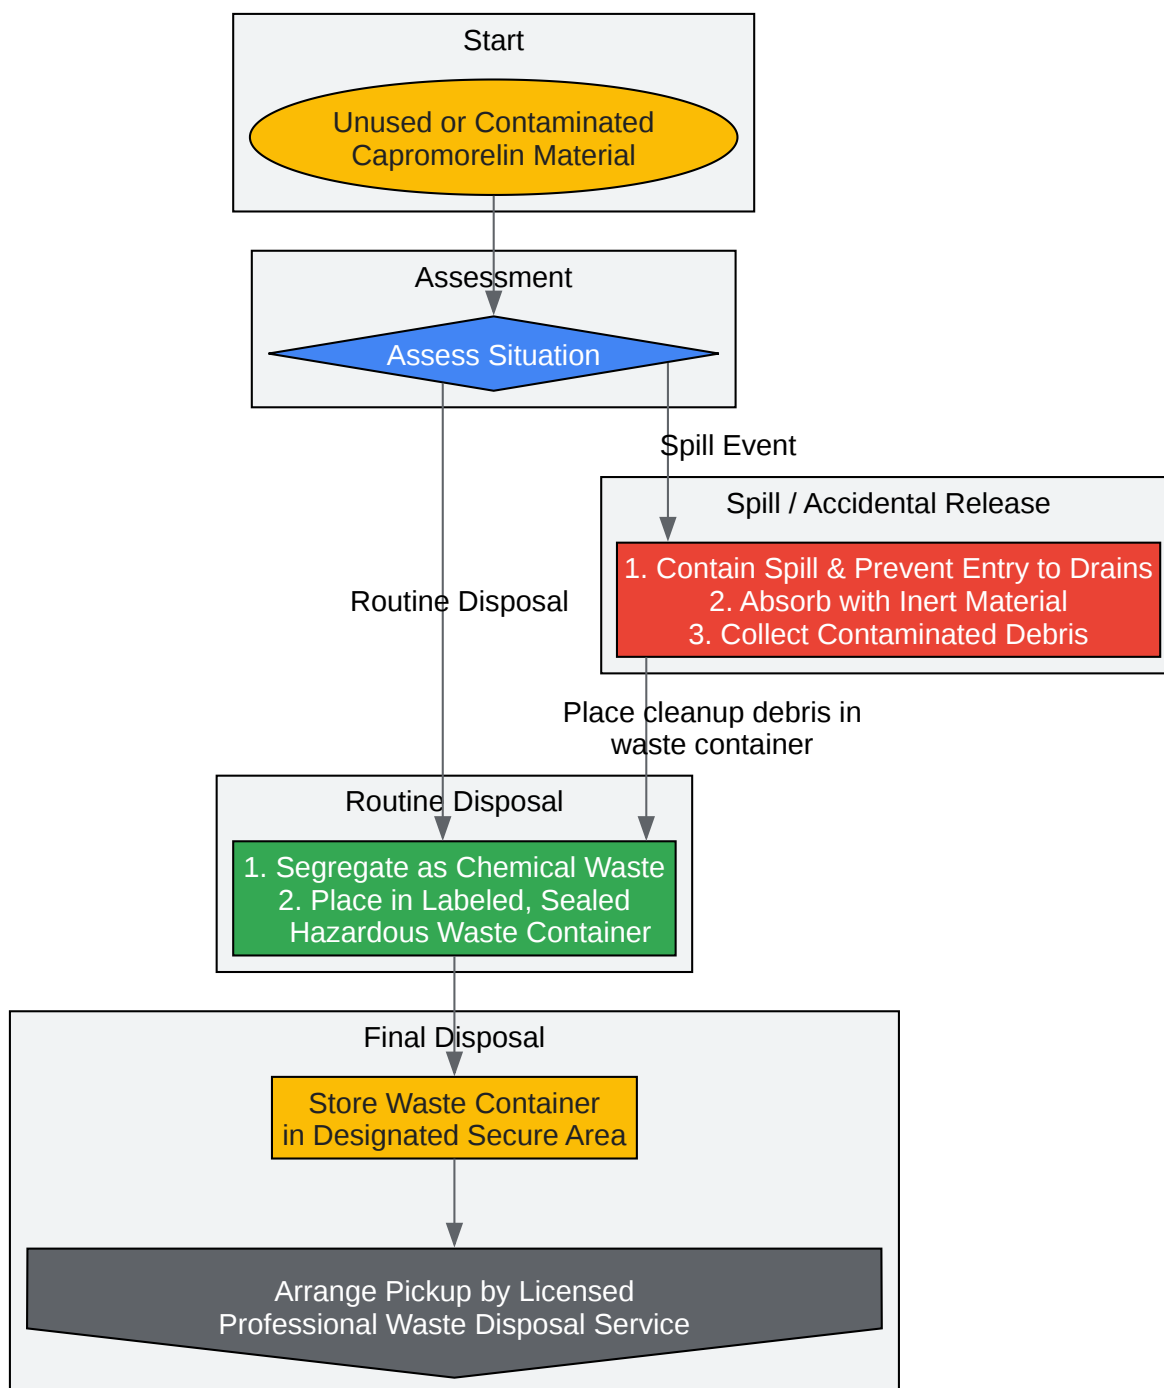 Start
Unused or Contaminated
Capromorelin Material
Assessment
Assess Situation
Spill Event
Spill / Accidental Release
1. Contain Spill & Prevent Entry to Drains
2. Absorb with Inert Material
3. Collect Contaminated Debris
Routine Disposal
Place cleanup debris in
waste container
Routine Disposal
1. Segregate as Chemical Waste
2. Place in Labeled, Sealed
Hazardous Waste Container
Final Disposal
Store Waste Container
in Designated Secure Area
Arrange Pickup by Licensed
Professional Waste Disposal Service